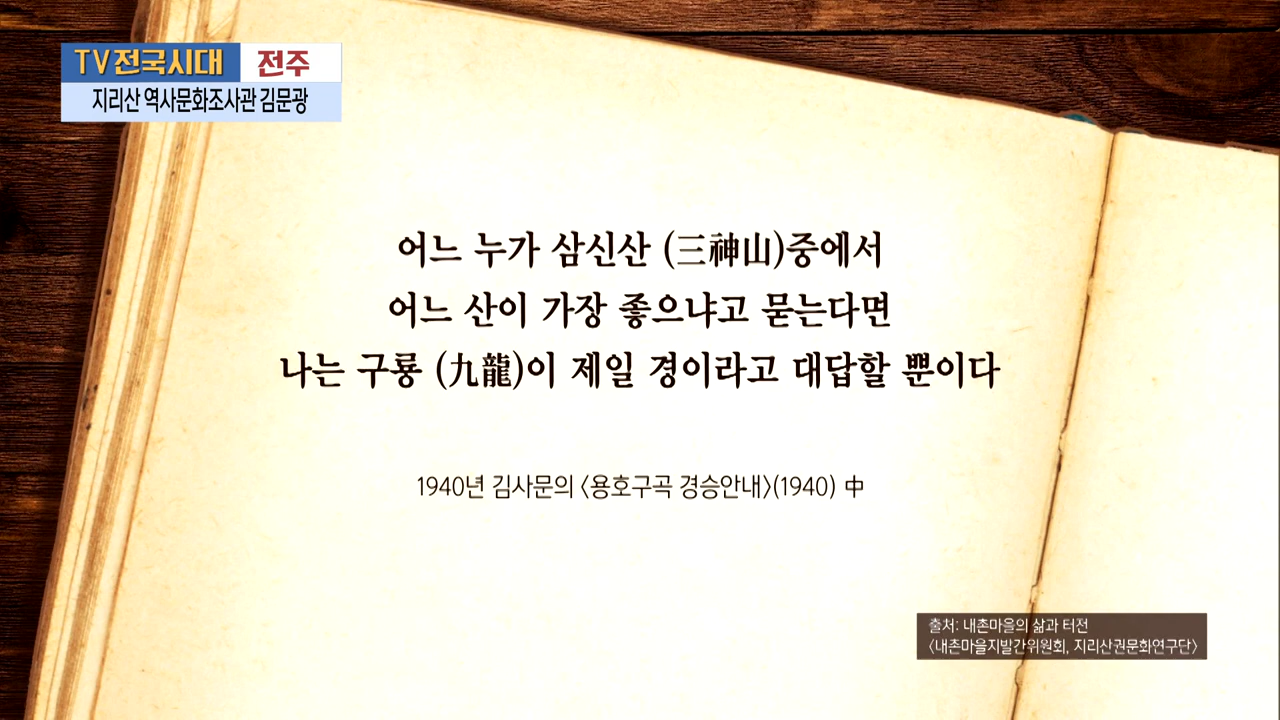 TV전국시대 전주
지리산 역사문화조사관 김문광
어느 누가 삼신산 (三神山)중에서
어느 산이 가장 좋으냐고 묻는다면
나는 구룡 (九龍)이 제일 경이라고 대답할 뿐이다
1940년 김사문의 〈용호구곡 경승안내〉(1940) 中
출처: 내촌마을의 삶과 터전
〈내촌마을지발간위원회, 지리산권문화연구단〉